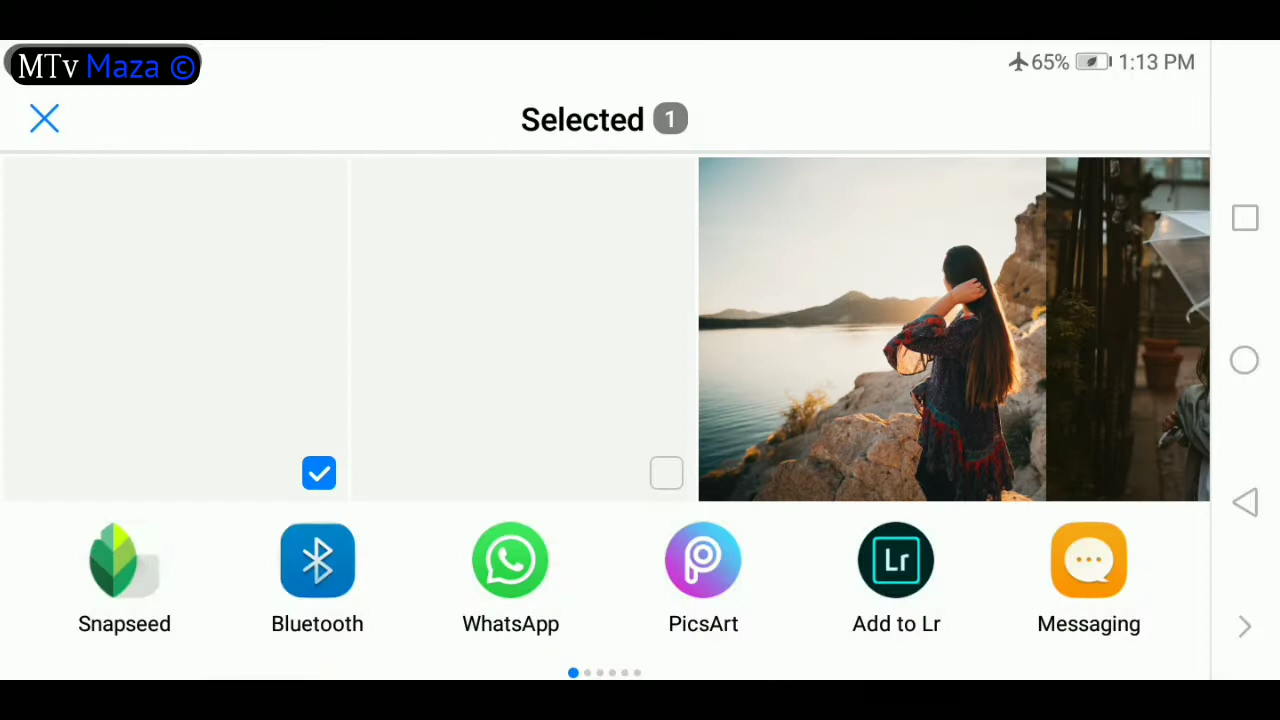 MTv Maza ©
65% 1:13 PM
Selected 1
Lr
Snapseed Bluetooth WhatsApp PicsArt Add to Lr Messaging